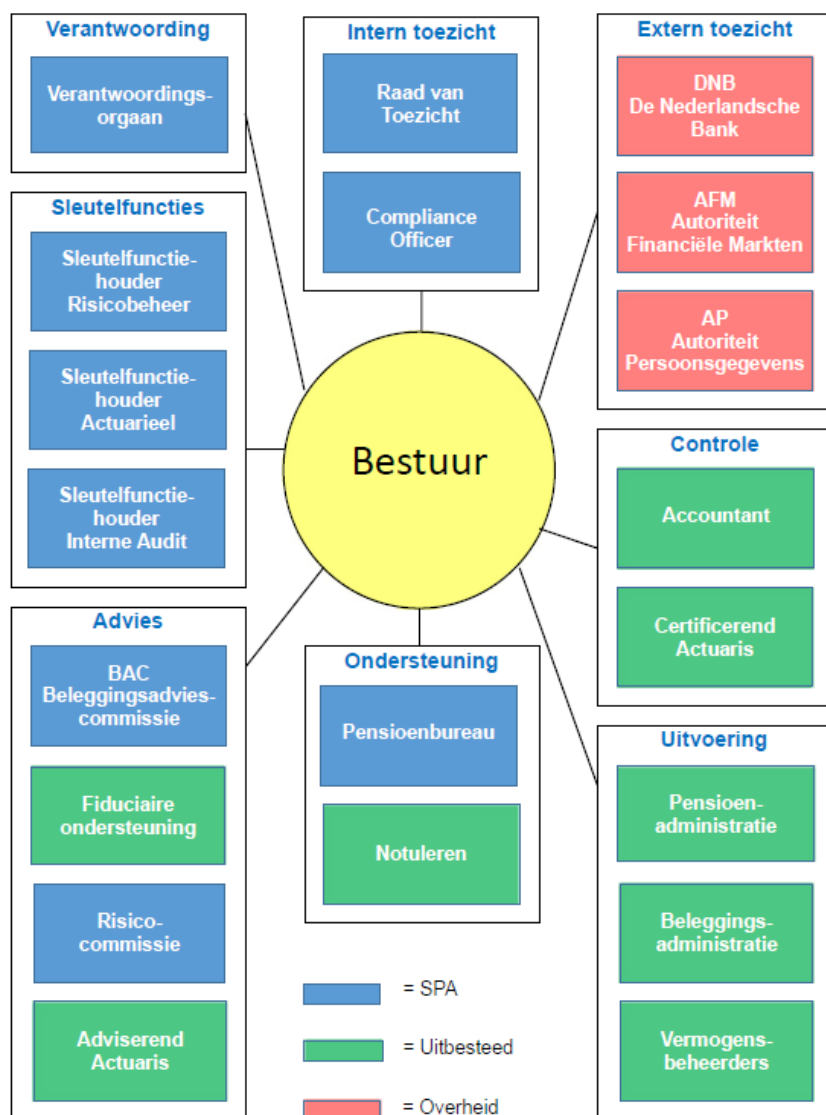 Verantwoording
Verantwoordings-
orgaan
Sleutelfuncties
Sleutelfunctie-
houder
Risicobeheer
Sleutelfunctie-
houder
Actuarieel
Sleutelfunctie-
houder
Interne Audit
Advies
BAC
Beleggingsadvies-
commissie
Fiduciaire
ondersteuning
Risico-
commissie
Adviserend
Actuaris
Intern toezicht
Raad van
Toezicht
Compliance
Officer
Bestuur
Ondersteuning
Pensioenbureau
Notuleren
= SPA
= Uitbesteed
= Overheid
Extern toezicht
DNB
De Nederlandsche
Bank
AFM
Autoriteit
Financiële Markten
AP
Autoriteit
Persoonsgegevens
Controle
Accountant
Certificerend
Actuaris
Uitvoering
Pensioen-
administratie
Beleggings-
administratie
Vermogens-
beheerders